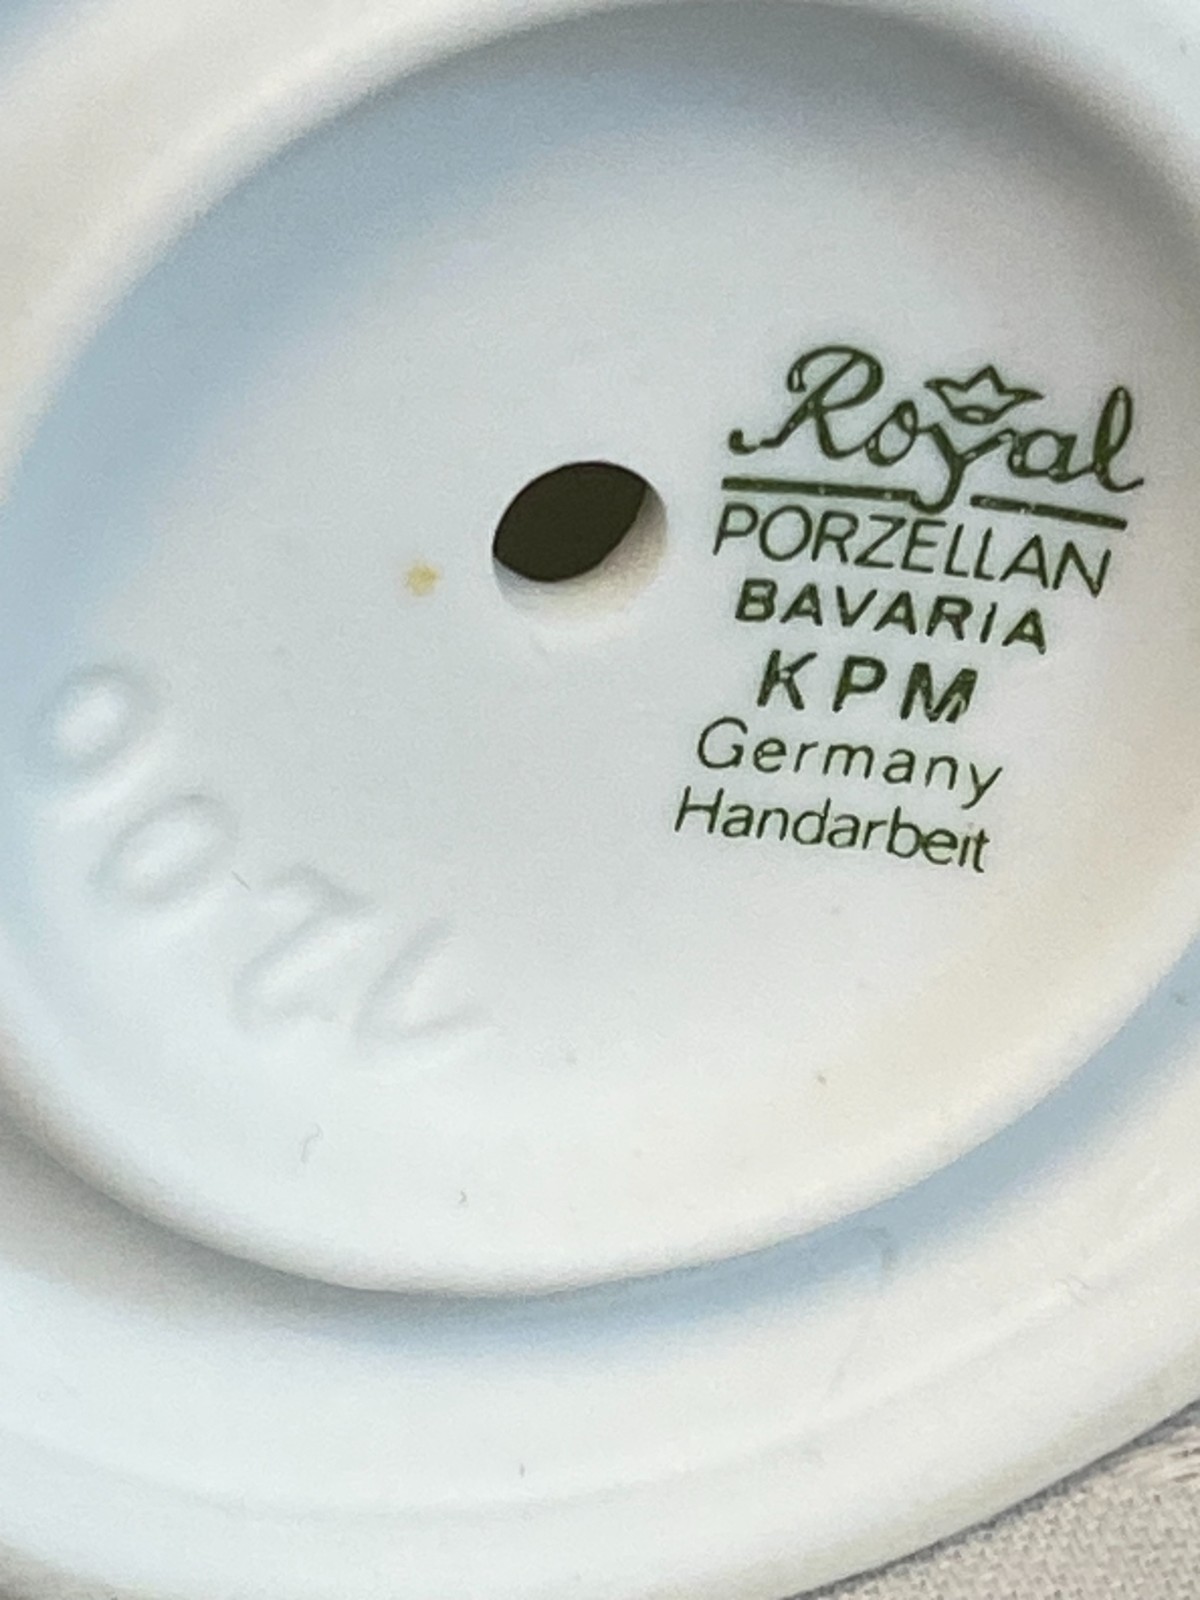 Royal
PORZELLAN
BAVARIA
KPM
Germany
Handarbeit